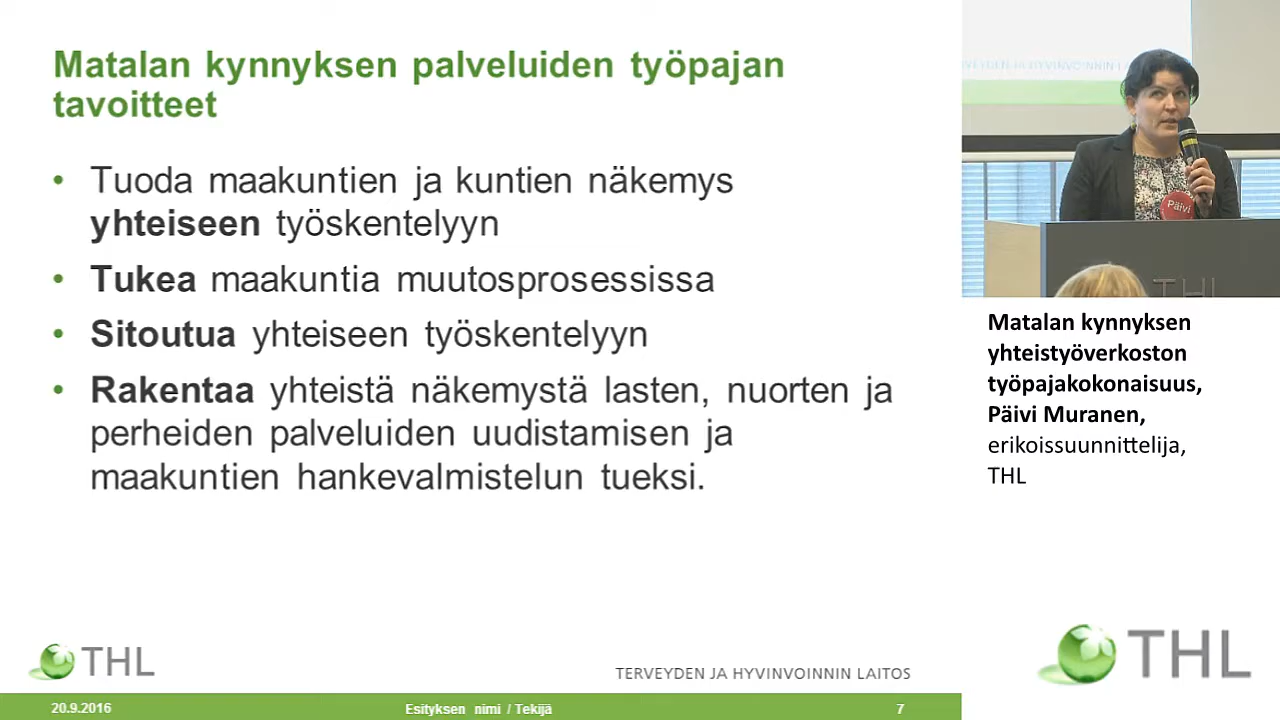 Matalan kynnyksen palveluiden työpajan
tavoitteet
• Tuoda maakuntien ja kuntien näkemys
yhteiseen työskentelyyn
• Tukea maakuntia muutosprosessissa
• Sitoutua yhteiseen työskentelyyn
• Rakentaa yhteistä näkemystä lasten, nuorten ja
perheiden palveluiden uudistamisen ja
maakuntien hankevalmistelun tueksi.
THL
TERVEYDEN JA HYVINVOINNIN LAITOS
20.9.2016
Esityksen nimi / Tekijä
7
Päivi
THL
Matalan kynnyksen
yhteistyöverkoston
työpajakokonaisuus,
Päivi Muranen,
erikoissuunnittelija,
THL
THL